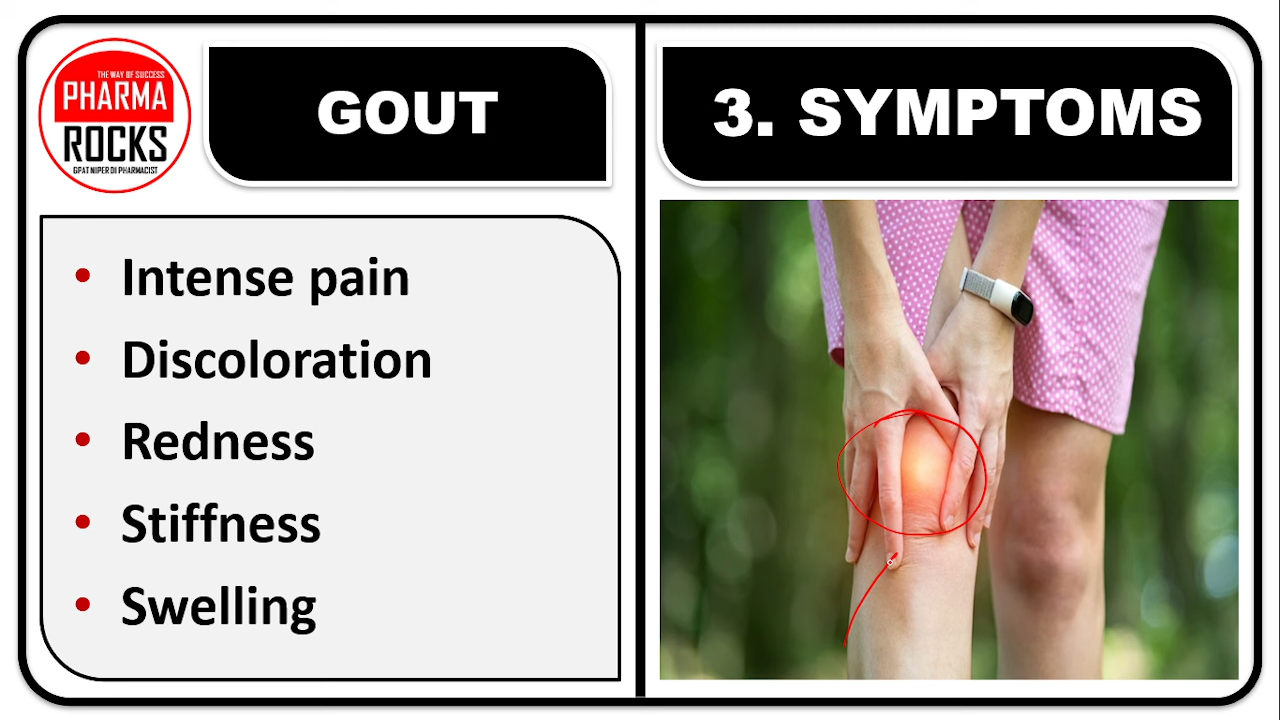 THE WAY OF SUCCESS
PHARMA
ROCKS
GPAT NIPER DI PHARMACIST
GOUT
3. SYMPTOMS
• Intense pain
• Discoloration
• Redness
• Stiffness
• Swelling